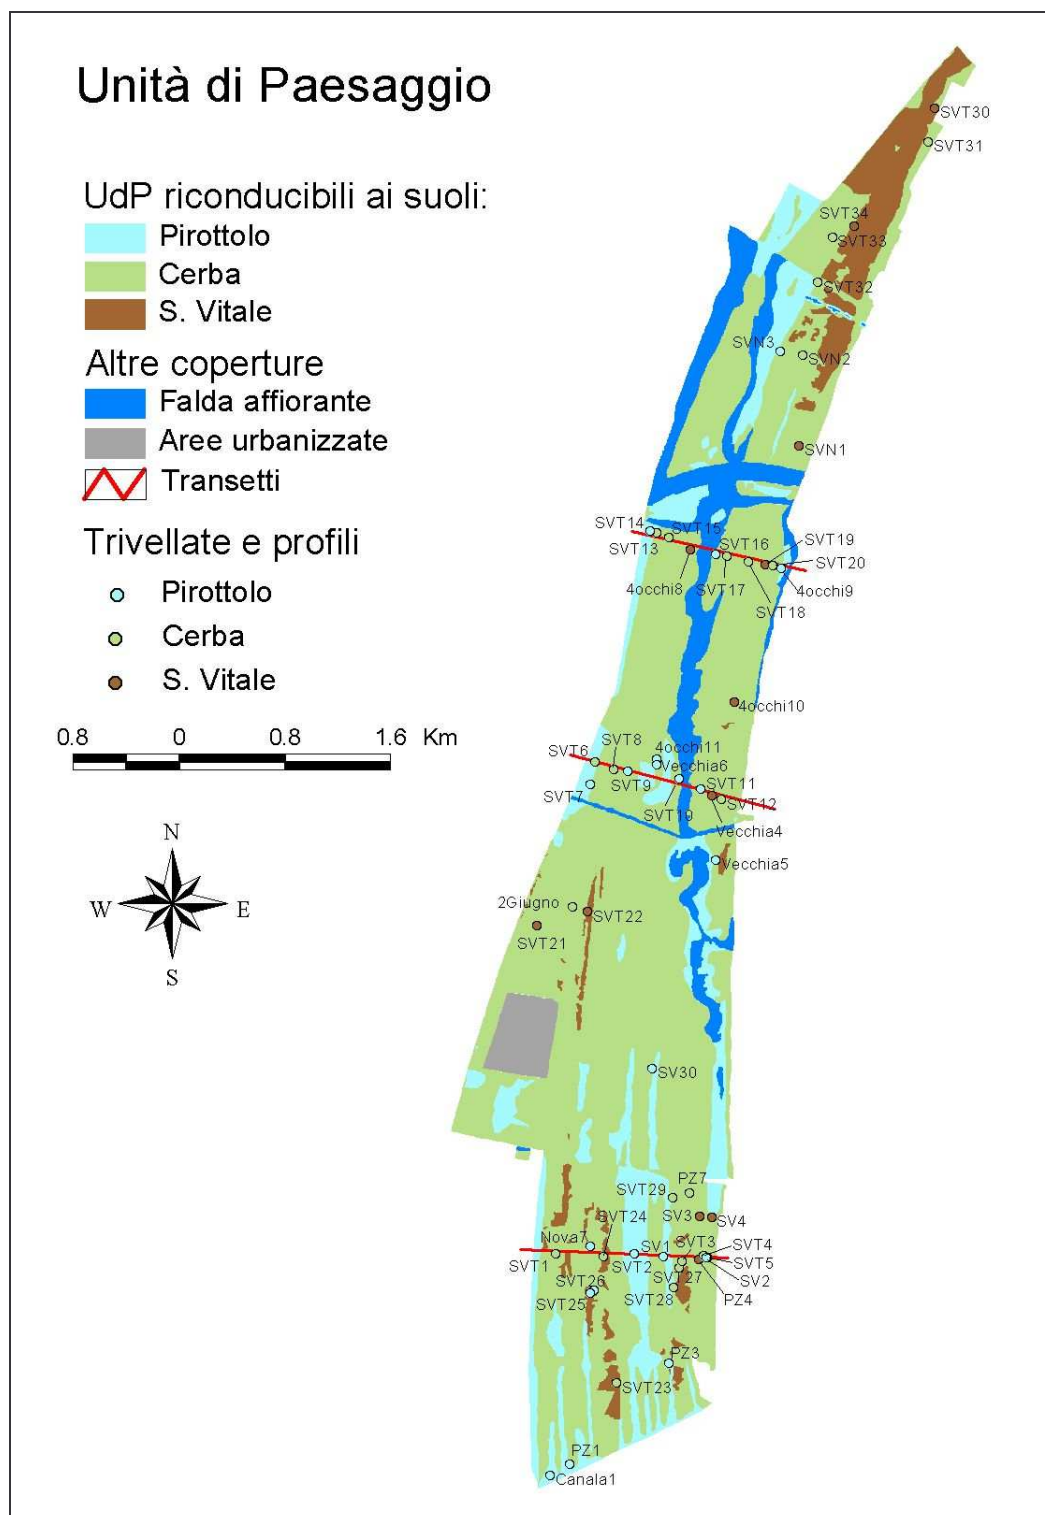 Unità di Paesaggio
UdP riconducibili ai suoli:
Pirottolo
Cerba
S. Vitale
Altre coperture
Falda affiorante
Aree urbanizzate
Transetti
Trivellate e profili
Pirottolo
Cerba
S. Vitale
0.8 0 0.8 1.6 Km
N
W E
S
SVT30
SVT31
SVT34
SVT33
SVT32
SVN3
SVN2
SVN1
SVT14
SVT15
SVT13
SVT16
SVT19
SVT20
4occhi8
SVT17
4occhi9
SVT18
4occhi10
SVT6
SVT8
4occhi11
Vecchia6
SVT7
SVT9
SVT10
SVT11
SVT12
Vecchia4
Vecchia5
2Giugno
SVT22
SVT21
SV30
PZ7
SVT29
SV3
SV4
SVT24
Nova7
SV1
SVT3
SVT4
SVT1
SVT2
SVT5
SVT27
SV2
SVT26
SVT25
SVT28
PZ4
PZ3
SVT23
PZ1
Canala1